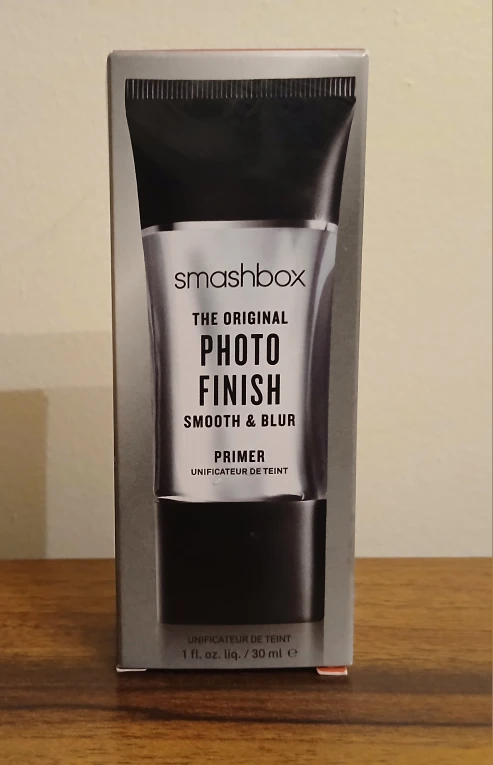 smashbox
THE ORIGINAL
PHOTO
FINISH
SMOOTH & BLUR
PRIMER
UNIFICATEUR DE TEINT
UNIFICATEUR DE TEINT
1 fl. oz. liq. / 30 ml ℮